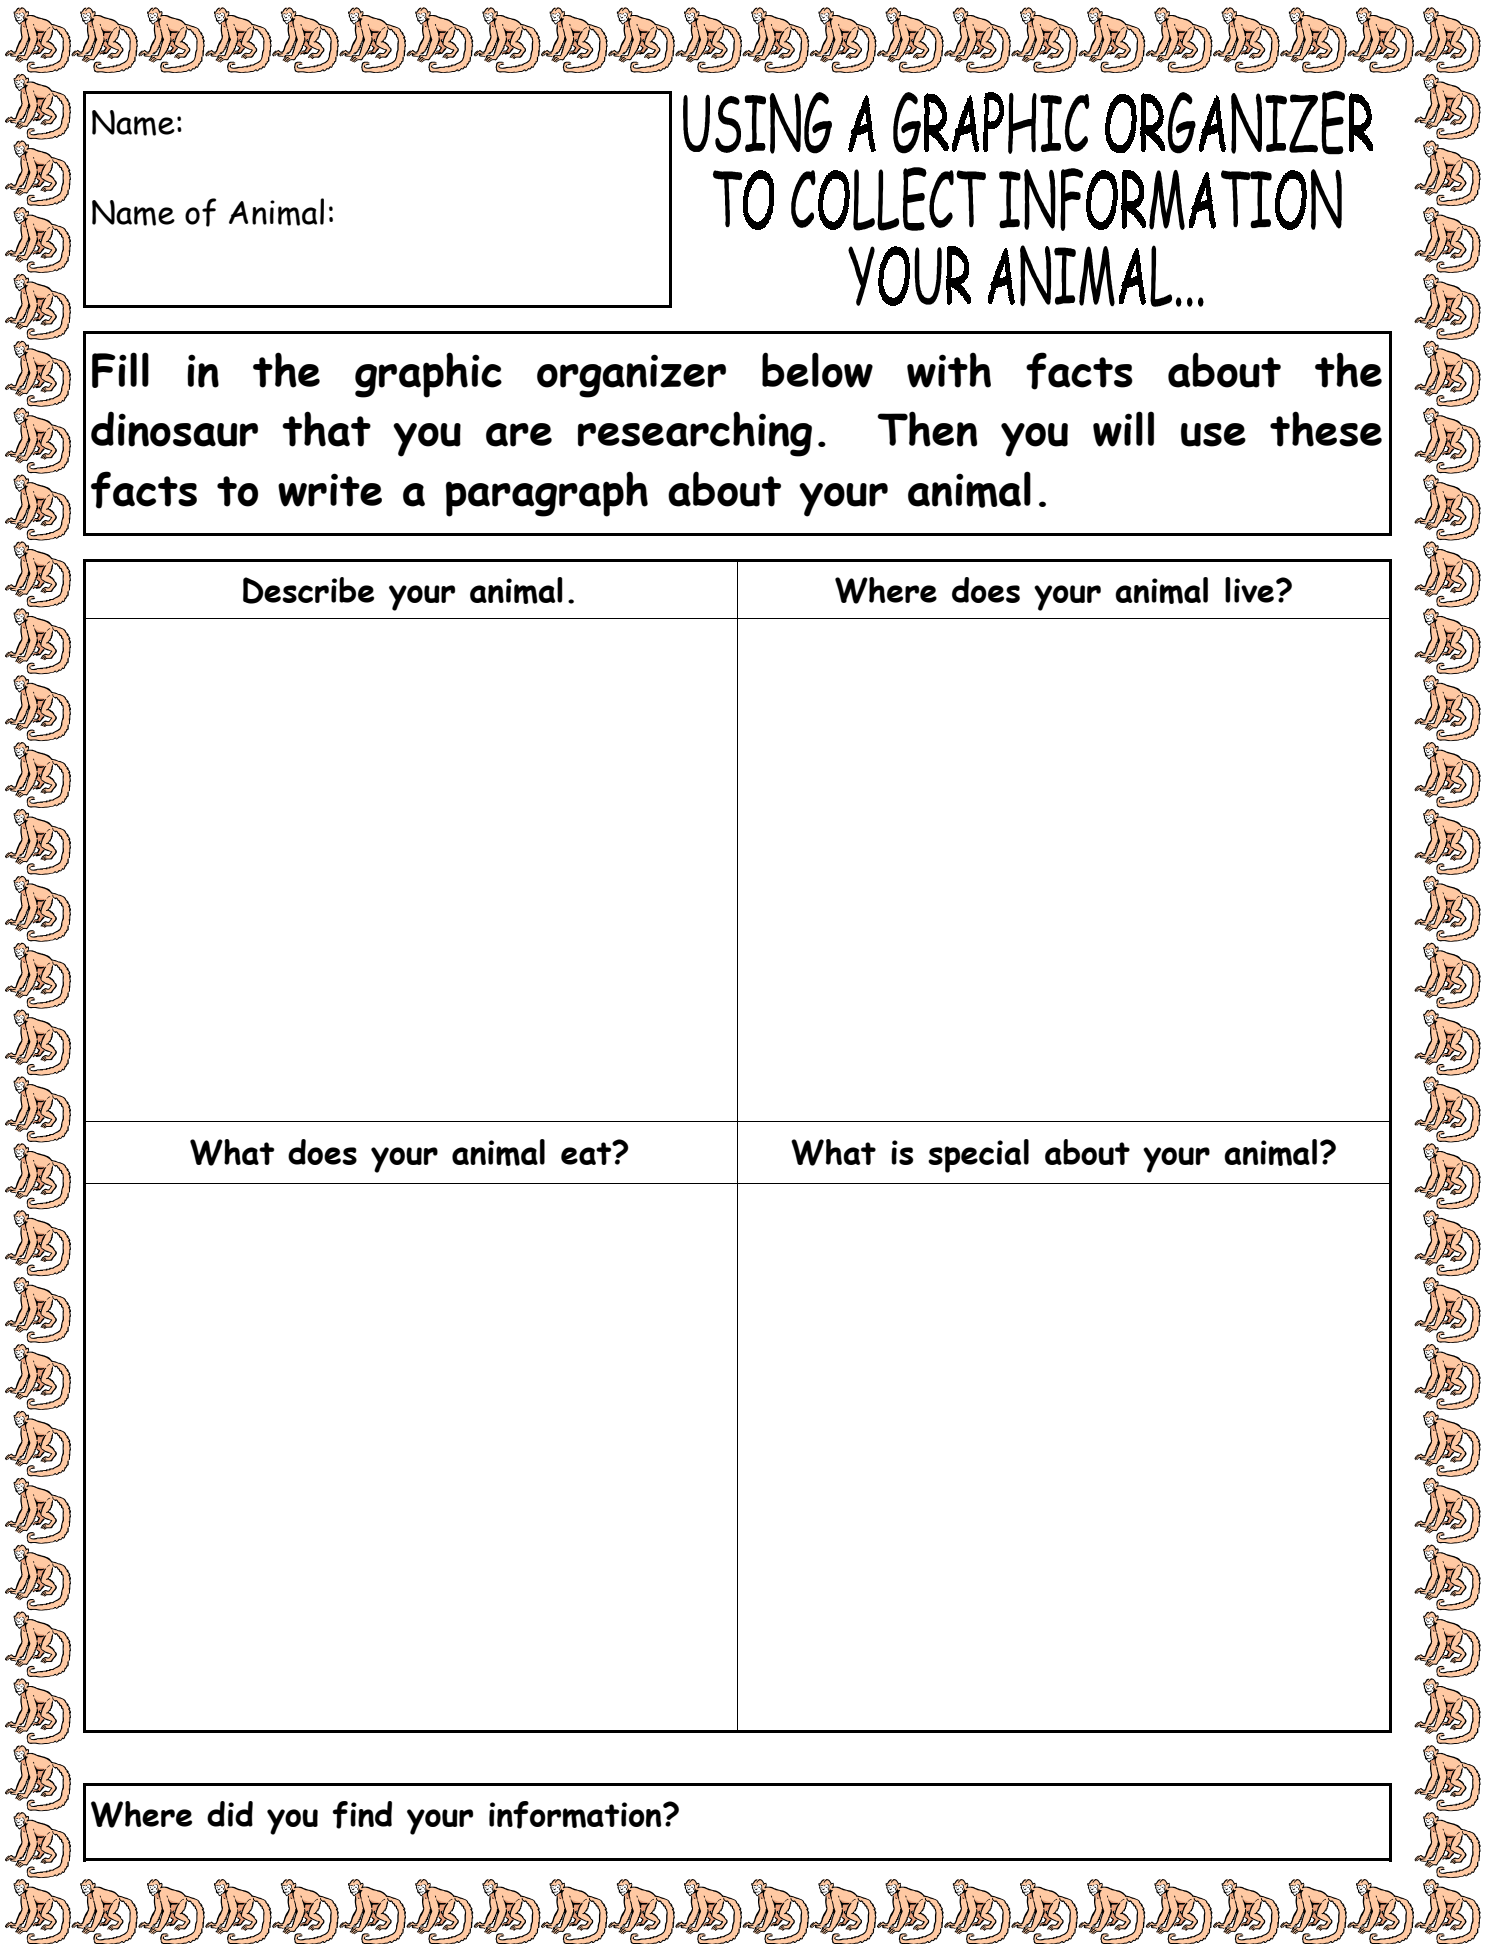 Name:
Name of Animal:
USING A GRAPHIC ORGANIZER
TO COLLECT INFORMATION
YOUR ANIMAL...
Fill in the graphic organizer below with facts about the
dinosaur that you are researching. Then you will use these
facts to write a paragraph about your animal.
Describe your animal.
Where does your animal live?
What does your animal eat?
What is special about your animal?
Where did you find your information?